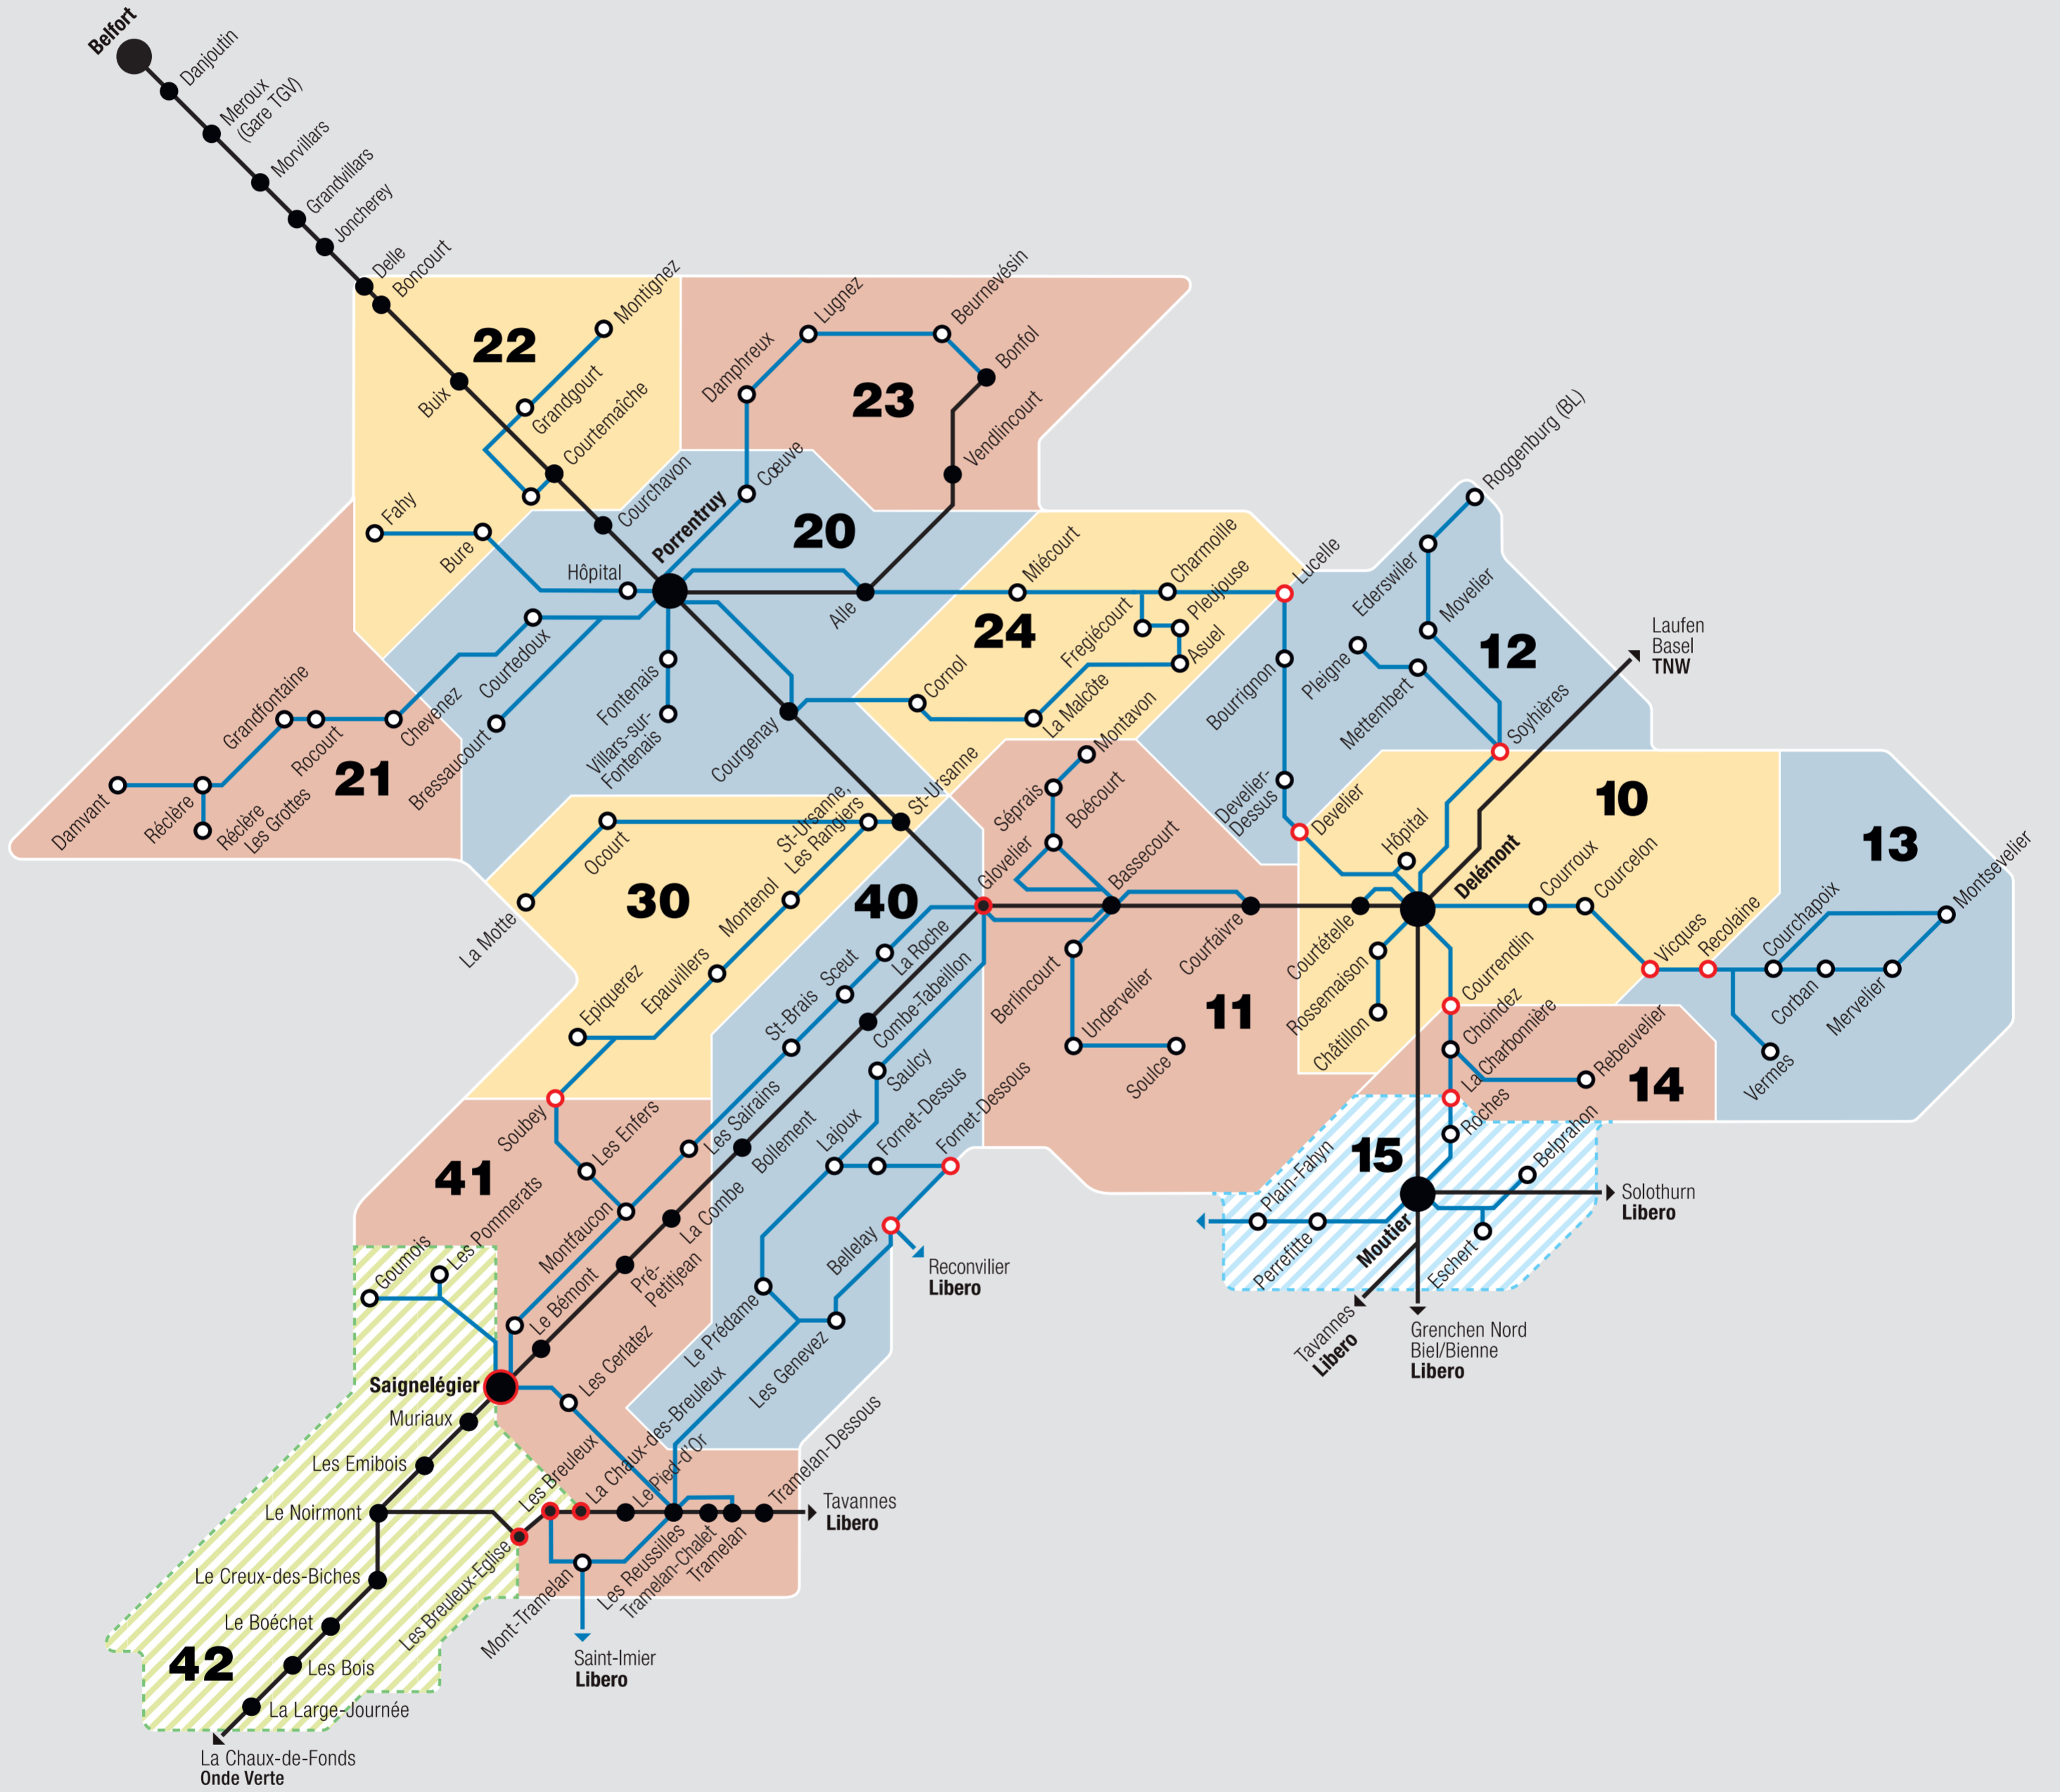 Belfort
Danjoutin
Meroux
(Gare TGV)
Morvillars
Grandvillars
Joncherey
Delle
Boncourt
Montignez
22
Buix
Grandgourt
Courtemaîche
Lugnez
Beurnevésin
Damphreux
23
Bonfol
Vendlincourt
Cœuve
Courchavon
Porrentruy
20
Fahy
Bure
Hôpital
Alle
Miécourt
Charmoille
Lucelle
24
Fregiécourt
Pleujouse
Asuel
Cornol
La Malcôte
Montavon
Courtedoux
Fontenais
Villars-sur-
Fontenais
Bressaucourt
Courgenay
Grandfontaine
Rocourt
Chevenez
21
Damvant
Réclère
Réclère
Les Grottes
Roggenburg (BL)
Ederswiler
Movelier
12
Pleigne
Mettembert
Bourrignon
Soyhières
Laufen
Basel
TNW
Develier-
Dessus
Develier
Hôpital
10
Delémont
Courroux
Courcelon
13
Vicques
Recolaine
Courchapoix
Montsevelier
Corban
Mervelier
Vermes
St-Ursanne
St-Ursanne,
Les Rangiers
Ocourt
La Motte
30
Montenol
Epauvillers
Epiquerez
40
Séprais
Boécourt
Glovelier
Bassecourt
Courfaivre
Courtételle
Rossemaison
Châtillon
Berlincourt
Undervelier
Soulce
11
Courrendlin
Choindez
La Charbonnière
Rebeuvelier
14
Roches
Belprahon
15
Plain-Fahyn
Perrefitte
Moutier
Eschert
Solothurn
Libero
Tavannes
Libero
Grenchen Nord
Biel/Bienne
Libero
La Roche
Sceut
St-Brais
Combe-Tabeillon
Saulcy
Les Sairains
Bollement
Lajoux
Fornet-Dessus
Fornet-Dessous
Soubey
Les Enfers
41
Montfaucon
La Combe
Pré-
Petitjean
Le Bémont
Bellelay
Reconvilier
Libero
Le Prédame
Les Genevez
Goumois
Les Pommerats
Saignelégier
Les Cerlatez
Muriaux
Les Emibois
Le Noirmont
Les Breuleux
La Chaux-des-Breuleux
Le Pied-d'Or
Tramelan-Dessous
Tavannes
Libero
Les Reussilles
Tramelan-Chalet
Tramelan
Les Breuleux-Eglise
Mont-Tramelan
Saint-Imier
Libero
Le Creux-des-Biches
Le Boéchet
42
Les Bois
La Large-Journée
La Chaux-de-Fonds
Onde Verte